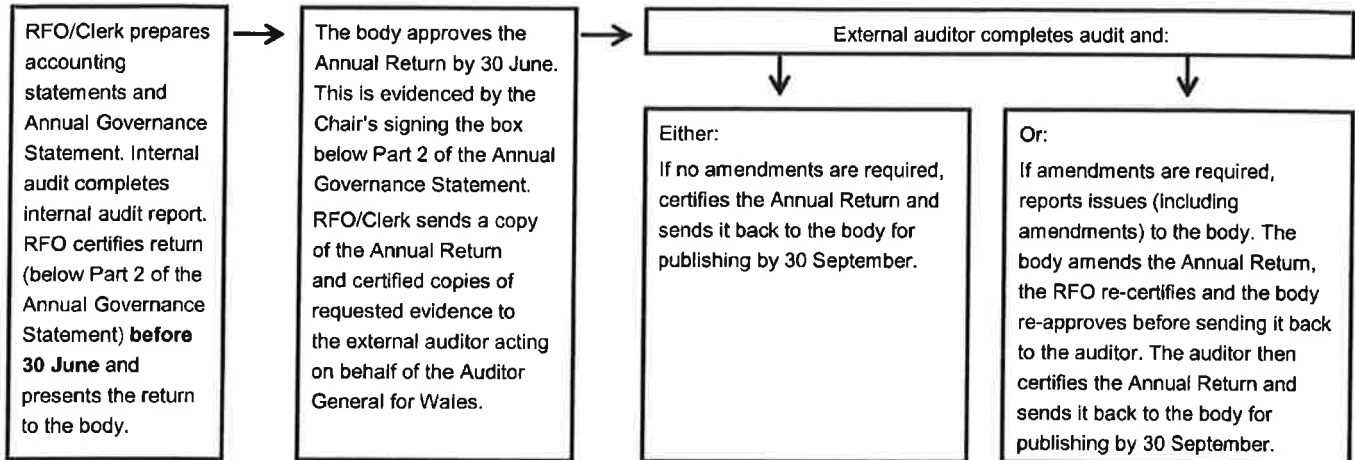 RFO/Clerk prepares
accounting
statements and
Annual Governance
Statement. Internal
audit completes
internal audit report.
RFO certifies return
(below Part 2 of the
Annual Governance
Statement) before
30 June and
presents the return
to the body.
The body approves the
Annual Return by 30 June.
This is evidenced by the
Chair's signing the box
below Part 2 of the Annual
Governance Statement.
RFO/Clerk sends a copy
of the Annual Return
and certified copies of
requested evidence to
the external auditor acting
on behalf of the Auditor
General for Wales.
External auditor completes audit and:
Either:
If no amendments are required,
certifies the Annual Return and
sends it back to the body for
publishing by 30 September.
Or:
If amendments are required,
reports issues (including
amendments) to the body. The
body amends the Annual Return,
the RFO re-certifies and the body
re-approves before sending it back
to the auditor. The auditor then
certifies the Annual Return and
sends it back to the body for
publishing by 30 September.